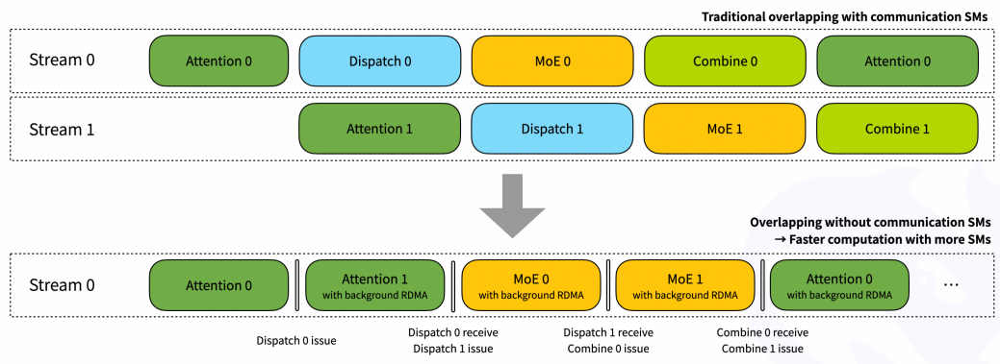 Traditional overlapping with communication SMs
Stream 0
Attention 0
Dispatch 0
MoE 0
Combine 0
Attention 0
Stream 1
Attention 1
Dispatch 1
MoE 1
Combine 1
Overlapping without communication SMs
→ Faster computation with more SMs
Stream 0
Attention 0
Attention 1
with background RDMA
MoE 0
with background RDMA
MoE 1
with background RDMA
Attention 0
with background RDMA
...
Dispatch 0 issue
Dispatch 0 receive
Dispatch 1 issue
Dispatch 1 receive
Combine 0 issue
Combine 0 receive
Combine 1 issue